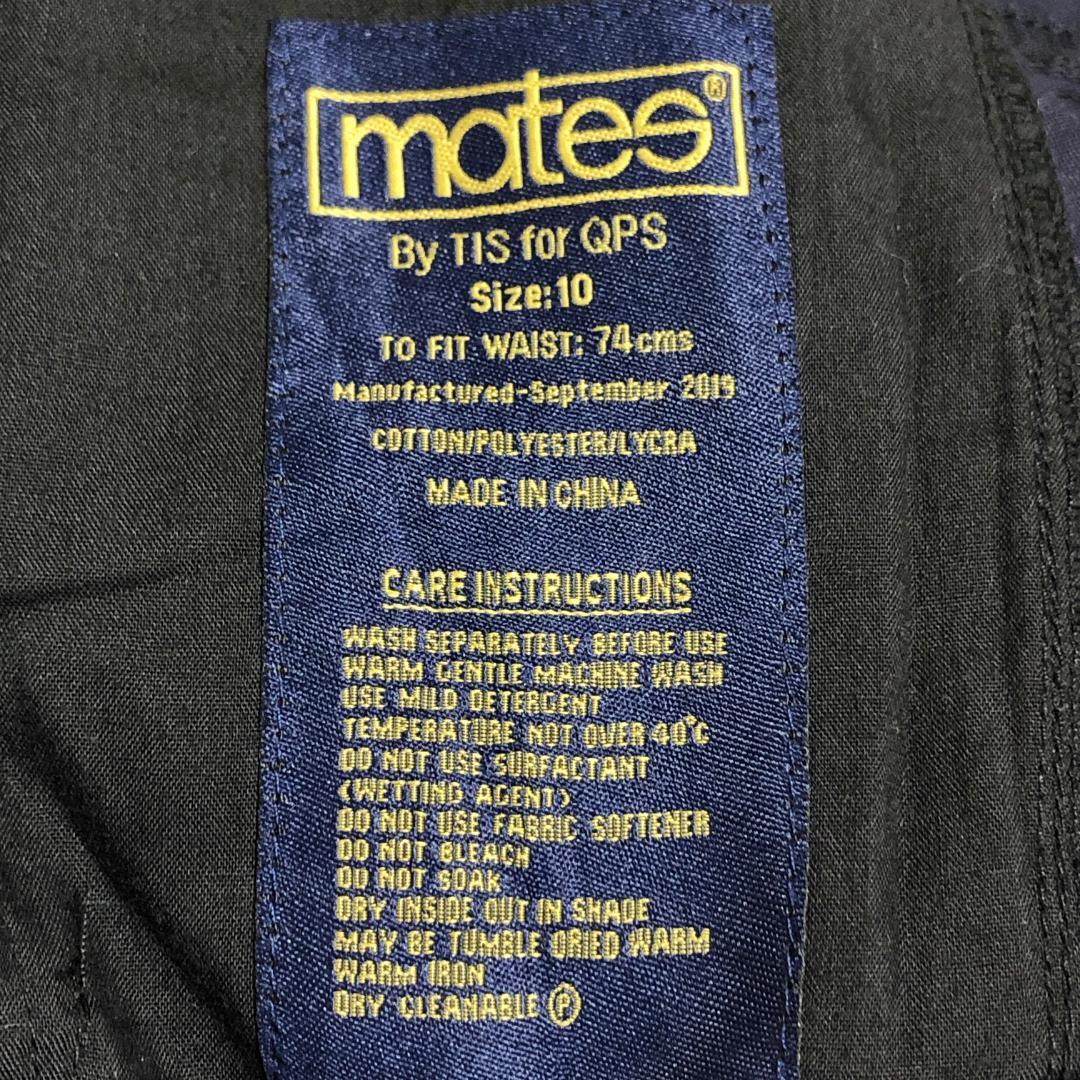 mates®
By TIS for QPS
Size:10
TO FIT WAIST: 74cms
Manufactured-September 2019
COTTON/POLYESTER/LYCRA
MADE IN CHINA
CARE INSTRUCTIONS
WASH SEPARATELY BEFORE USE
WARM GENTLE MACHINE WASH
USE MILD DETERGENT
TEMPERATURE NOT OVER 40°C
DO NOT USE SURFACTANT
(WETTING AGENT)
DO NOT USE FABRIC SOFTENER
DO NOT BLEACH
DO NOT SOAK
DRY INSIDE OUT IN SHADE
MAY BE TUMBLE DRIED WARM
WARM IRON
DRY CLEANABLE Ⓟ